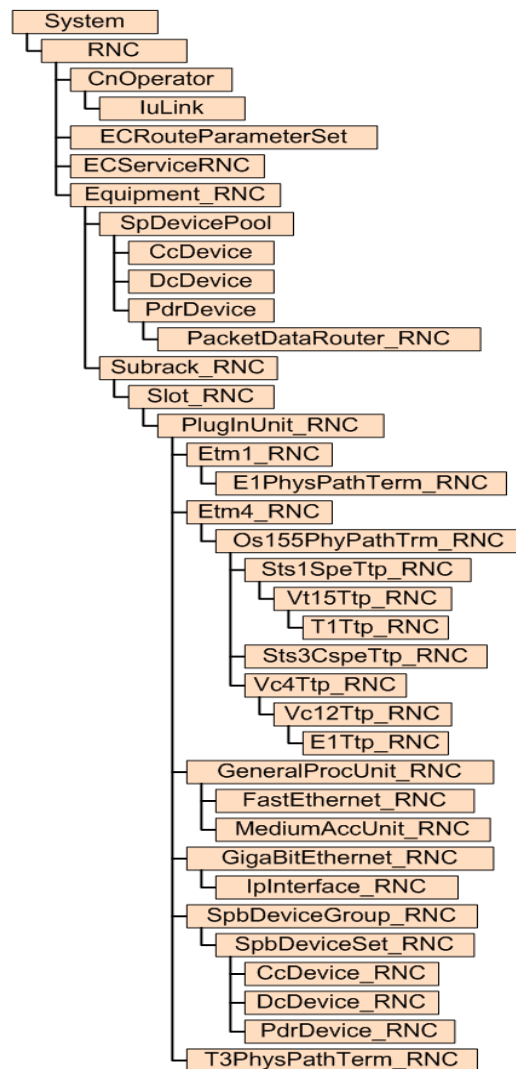 System
RNC
CnOperator
IuLink
ECRouteParameterSet
ECServiceRNC
Equipment_RNC
SpDevicePool
CcDevice
DcDevice
PdrDevice
PacketDataRouter_RNC
Subrack_RNC
Slot_RNC
PlugInUnit_RNC
Etm1_RNC
E1PhysPathTerm_RNC
Etm4_RNC
Os155PhyPathTrm_RNC
Sts1SpeTtp_RNC
Vt15Ttp_RNC
T1Ttp_RNC
Sts3CspeTtp_RNC
Vc4Ttp_RNC
Vc12Ttp_RNC
E1Ttp_RNC
GeneralProcUnit_RNC
FastEthernet_RNC
MediumAccUnit_RNC
GigaBitEthernet_RNC
IpInterface_RNC
SpbDeviceGroup_RNC
SpbDeviceSet_RNC
CcDevice_RNC
DcDevice_RNC
PdrDevice_RNC
T3PhysPathTerm_RNC